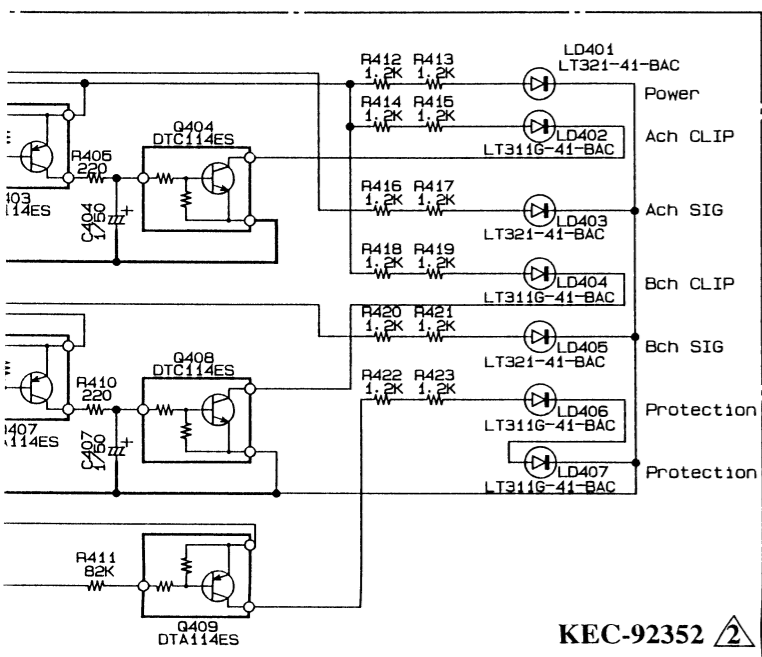 R412 R413
1.2K 1.2K
LD401
LT321-41-BAC
Power
R414 R415
1.2K 1.2K
LD402
LT311G-41-BAC
Ach CLIP
Q404
DTC114ES
R405
220
403
114ES
C404
1/50
+
R416 R417
1.2K 1.2K
LD403
LT321-41-BAC
Ach SIG
R418 R419
1.2K 1.2K
LD404
LT311G-41-BAC
Bch CLIP
R420 R421
1.2K 1.2K
LD405
LT321-41-BAC
Bch SIG
Q408
DTC114ES
R410
220
407
A114ES
C407
1/50
+
R422 R423
1.2K 1.2K
LD406
LT311G-41-BAC
Protection
LD407
LT311G-41-BAC
Protection
R411
82K
Q409
DTA114ES
KEC-92352 2